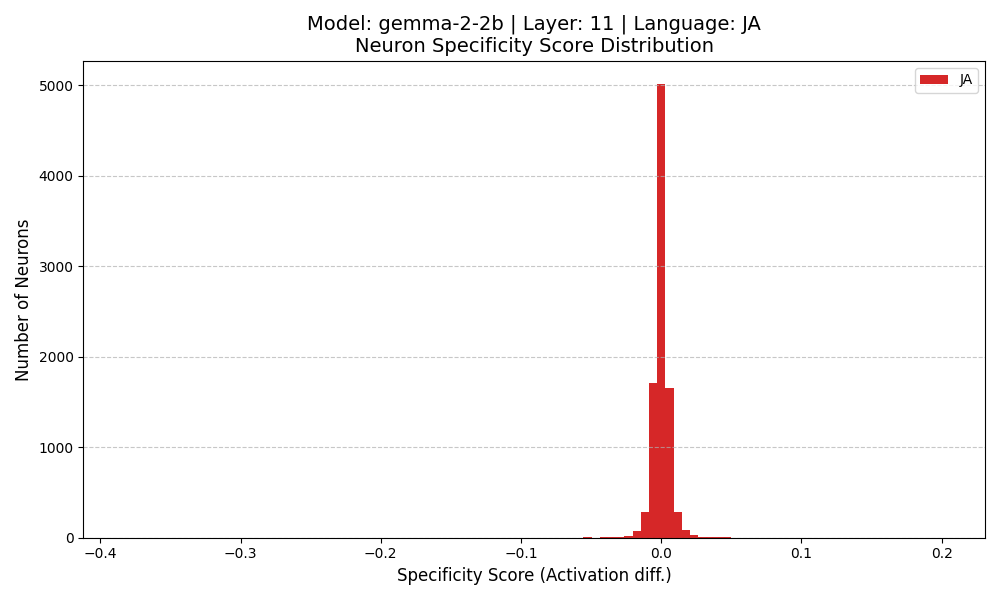 Model: gemma-2-2b | Layer: 11 | Language: JA
Neuron Specificity Score Distribution
JA
Number of Neurons
5000
4000
3000
2000
1000
0
−0.4 −0.3 −0.2 −0.1 0.0 0.1 0.2
Specificity Score (Activation diff.)